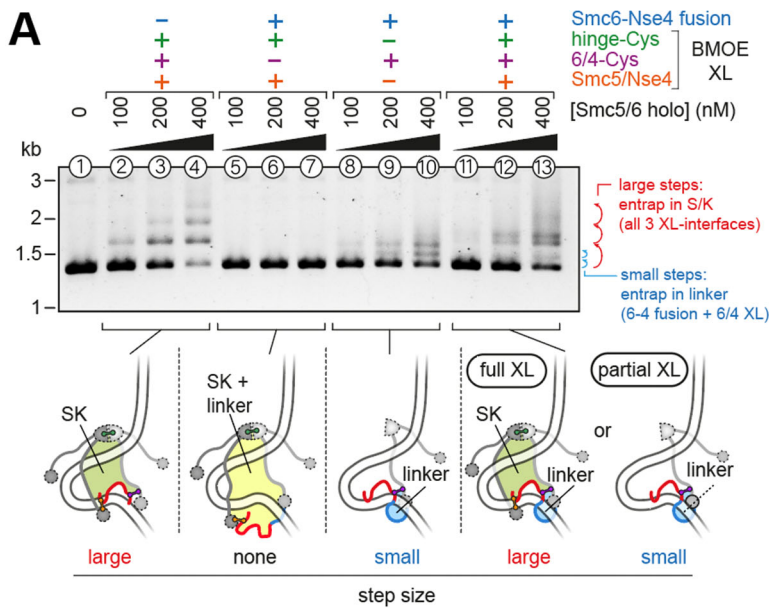 A
− + + + Smc6-Nse4 fusion
+ + − + hinge-Cys
+ − + + 6/4-Cys
+ + − + Smc5/Nse4
BMOE
XL
0 100 200 400 100 200 400 100 200 400 100 200 400 [Smc5/6 holo] (nM)
kb
1 2 3 4 5 6 7 8 9 10 11 12 13
3
2
1.5
1
large steps:
entrap in S/K
(all 3 XL-interfaces)
small steps:
entrap in linker
(6-4 fusion + 6/4 XL)
full XL
partial XL
SK
SK +
linker
linker
SK
linker
or
linker
large none small large small
step size